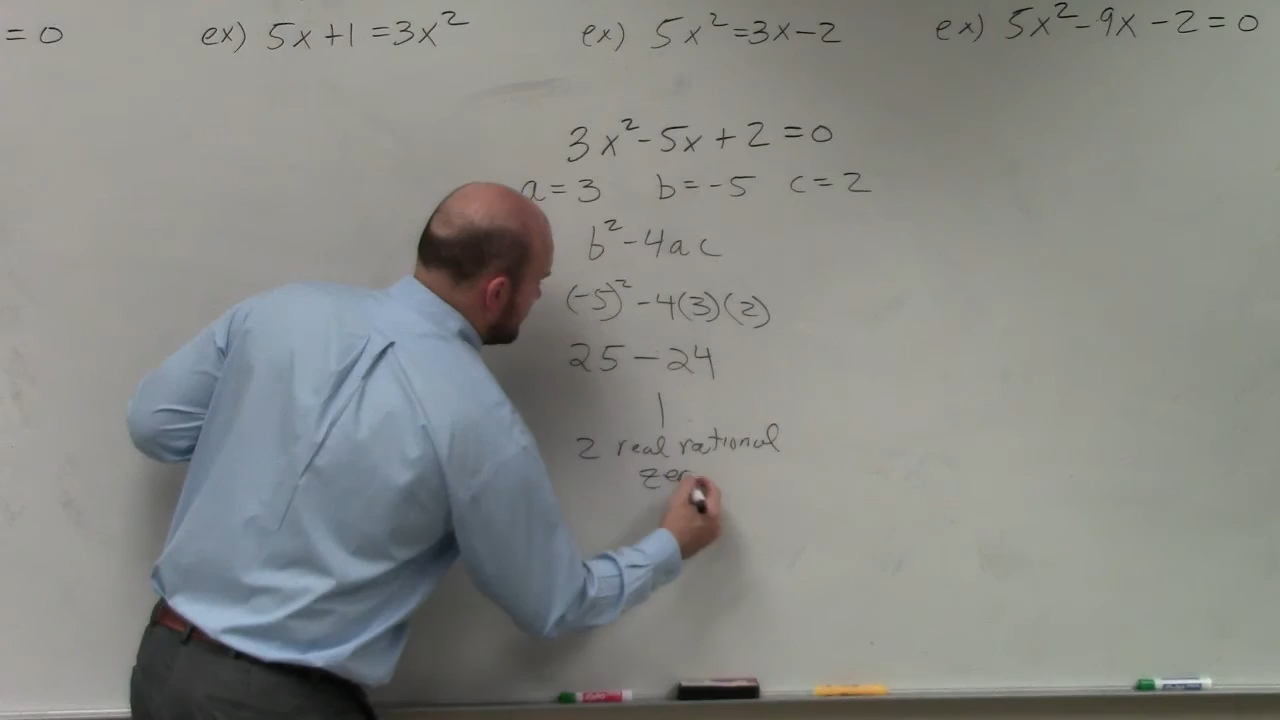 = 0
ex) 5x+1 =3x²
ex) 5x²=3x-2
ex) 5x²-9x-2=0
3x²-5x+2=0
a=3 b=-5 c=2
b²-4ac
(-5)²-4(3)(2)
25-24
1
2 real rational
zer